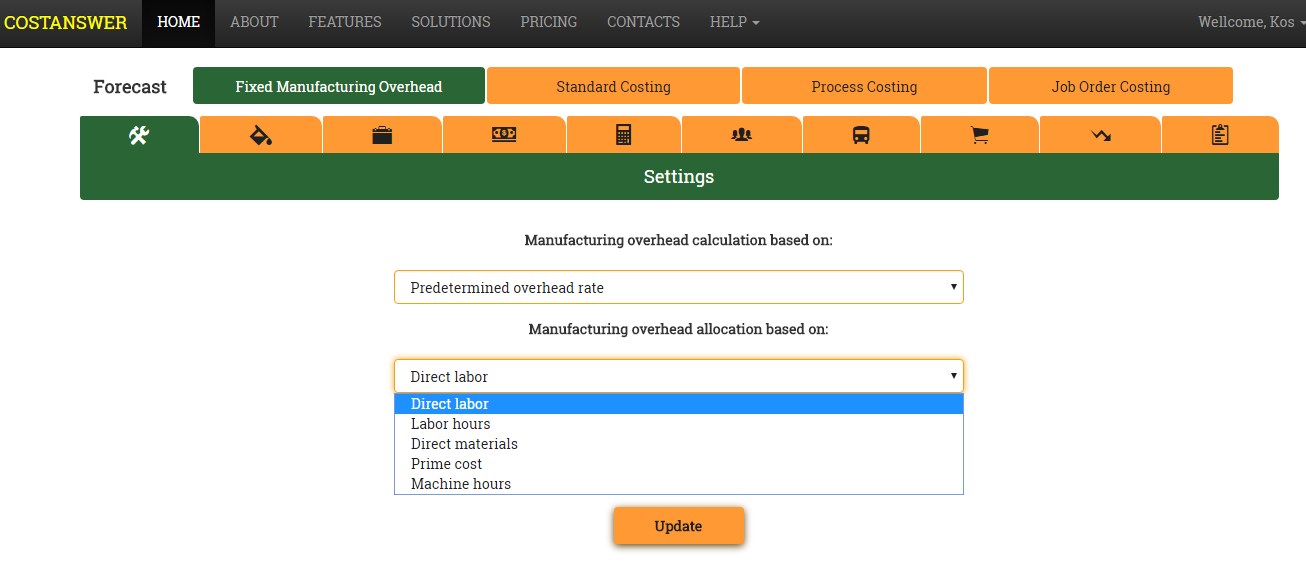 COSTANSWER HOME ABOUT FEATURES SOLUTIONS PRICING CONTACTS HELP Wellcome, Kos
Forecast Fixed Manufacturing Overhead Standard Costing Process Costing Job Order Costing
Settings
Manufacturing overhead calculation based on:
Predetermined overhead rate
Manufacturing overhead allocation based on:
Direct labor
Direct labor
Labor hours
Direct materials
Prime cost
Machine hours
Update